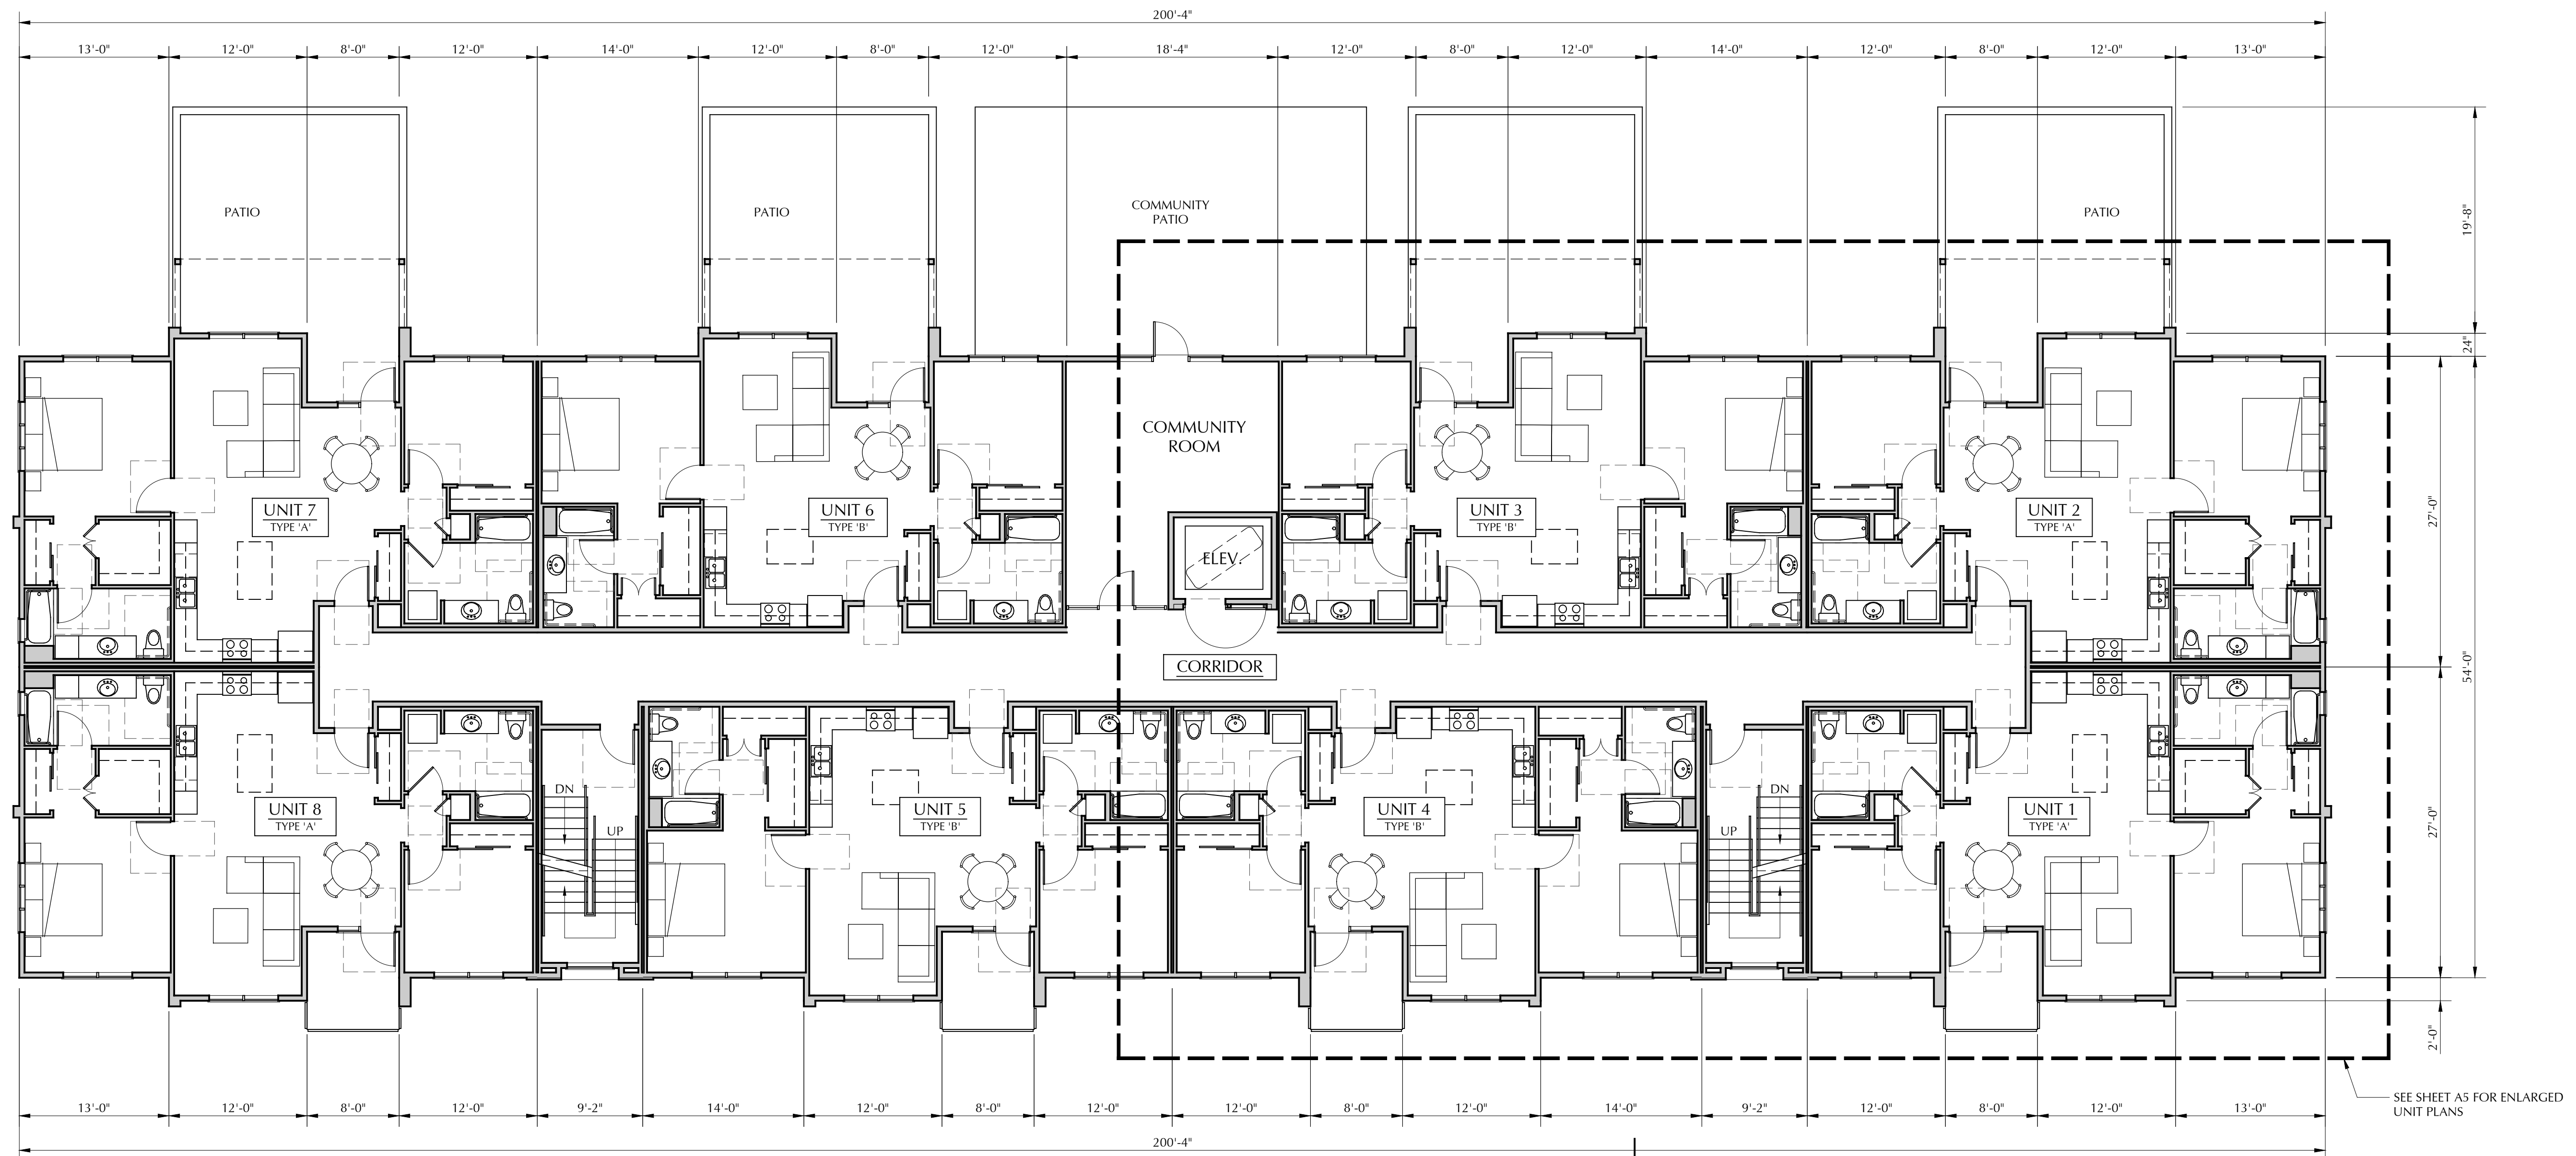 200'-4"
13'-0" 12'-0" 8'-0" 12'-0" 14'-0" 12'-0" 8'-0" 12'-0" 18'-4" 12'-0" 8'-0" 12'-0" 14'-0" 12'-0" 8'-0" 12'-0" 13'-0"
PATIO
PATIO
COMMUNITY
PATIO
PATIO
19'-8"
24"
COMMUNITY
ROOM
UNIT 7
TYPE 'A'
UNIT 6
TYPE 'B'
UNIT 3
TYPE 'B'
UNIT 2
TYPE 'A'
27'-0"
ELEV.
CORRIDOR
54'-0"
DN
UP
DN
UP
UNIT 8
TYPE 'A'
UNIT 5
TYPE 'B'
UNIT 4
TYPE 'B'
UNIT 1
TYPE 'A'
27'-0"
2'-0"
SEE SHEET A5 FOR ENLARGED
UNIT PLANS
13'-0" 12'-0" 8'-0" 12'-0" 9'-2" 14'-0" 12'-0" 8'-0" 12'-0" 12'-0" 8'-0" 12'-0" 14'-0" 9'-2" 12'-0" 8'-0" 12'-0" 13'-0"
200'-4"